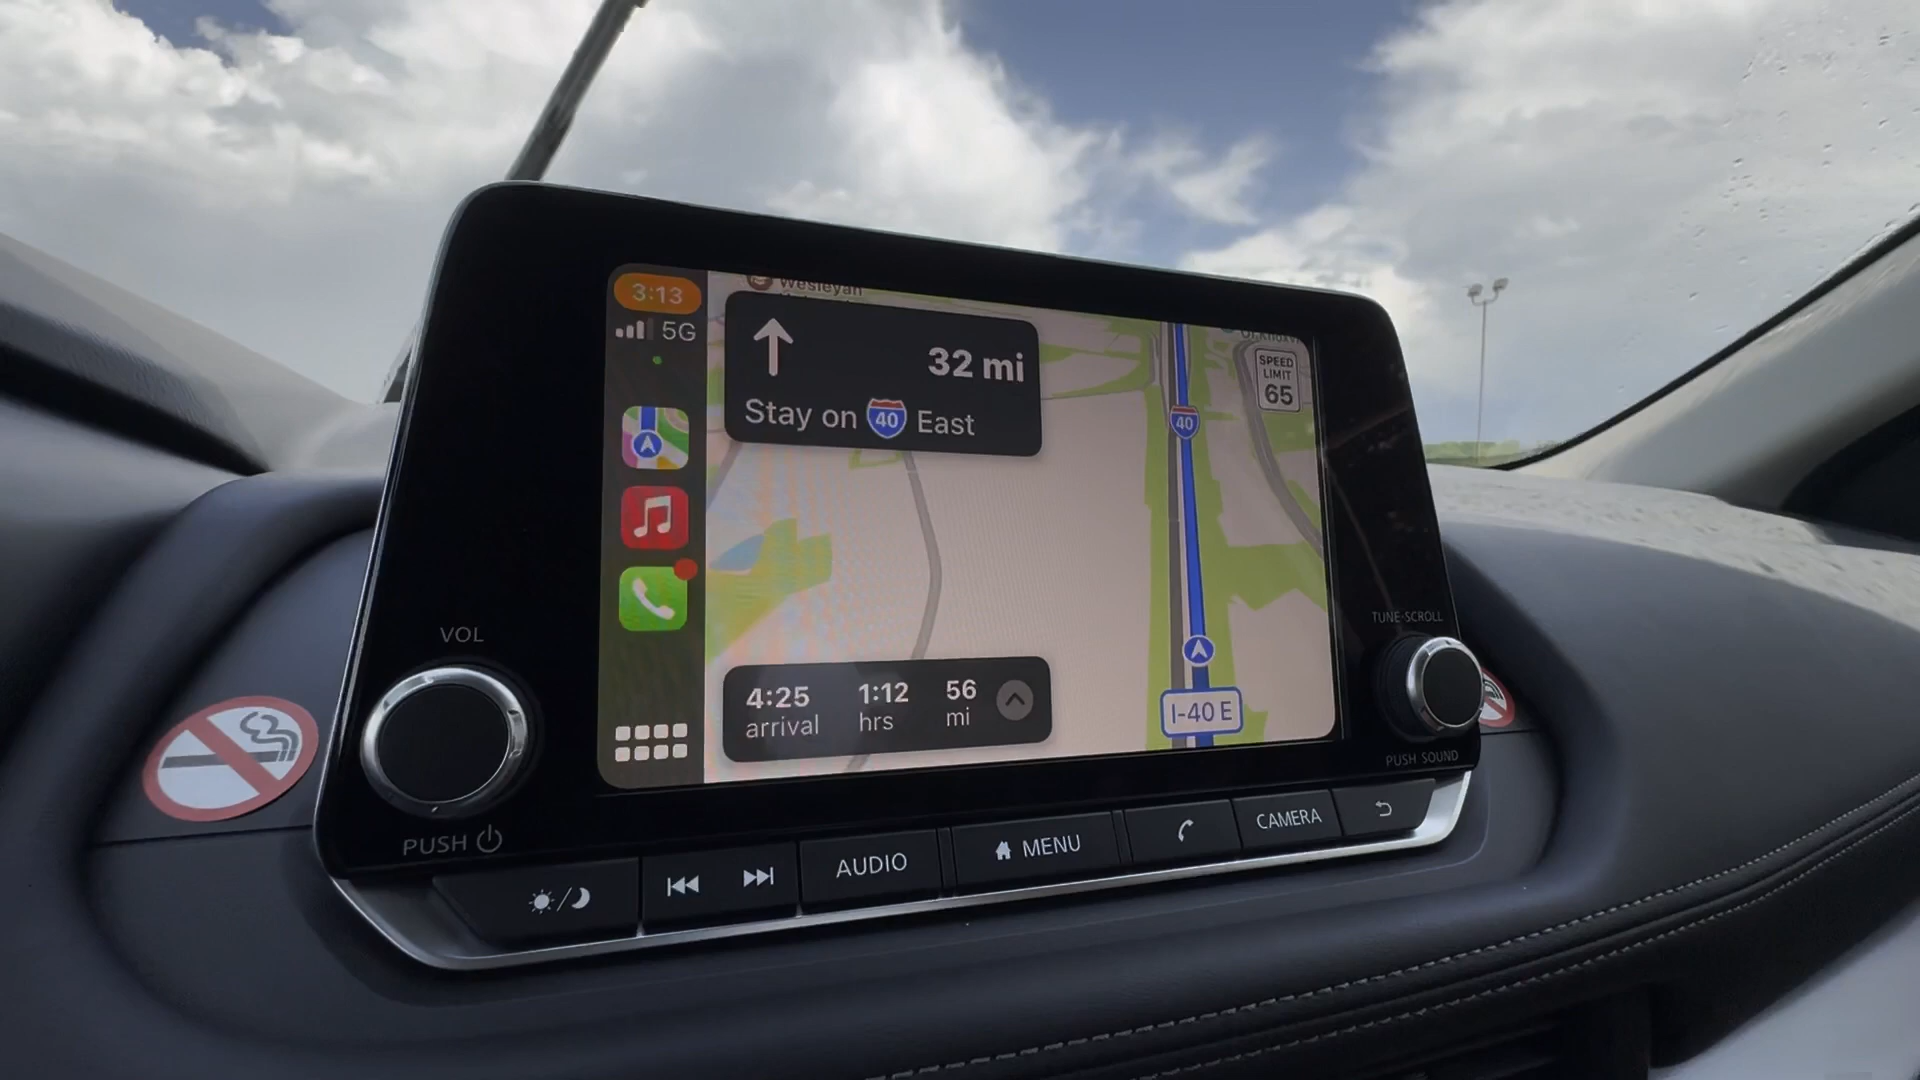 3:13
5G
Wesleyan
32 mi
Stay on 40 East
40
SPEED
LIMIT
65
4:25 1:12 56
arrival hrs mi
I-40 E
VOL
PUSH
TUNE·SCROLL
PUSH SOUND
AUDIO
MENU
CAMERA